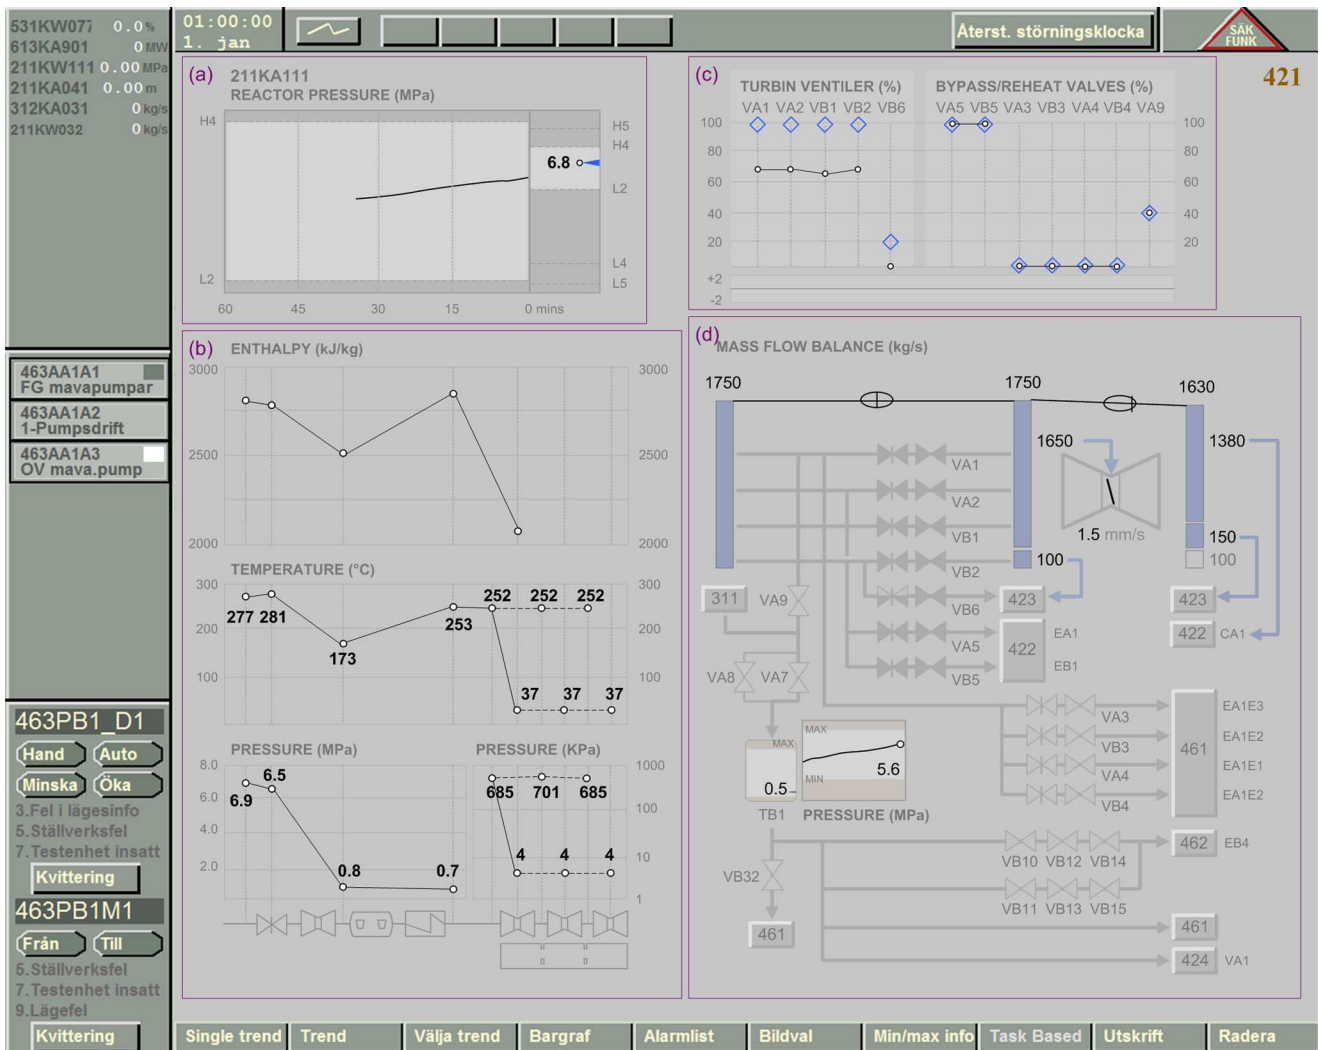 531KW077 0.0 %
613KA901 0 MW
211KW111 0.00 MPa
211KA041 0.00 m
312KA031 0 kg/s
211KW032 0 kg/s
01:00:00
1. jan
Återst. störningsklocka
SÄK
FUNK
421
463AA1A1
FG mavapumpar
463AA1A2
1-Pumpsdrift
463AA1A3
OV mava.pump
463PB1_D1
Hand Auto
Minska Öka
3.Fel i lägesinfo
5.Ställverksfel
7.Testenhet insatt
Kvittering
463PB1M1
Från Till
5.Ställverksfel
7.Testenhet insatt
9.Lägefel
Kvittering
(a) 211KA111
REACTOR PRESSURE (MPa)
H4
L2
H5
H4
6.8
L2
L4
L5
60 45 30 15 0 mins
(b) ENTHALPY (kJ/kg)
3000 3000
2500 2500
2000 2000
TEMPERATURE (°C)
300 300
200 200
100 100
277 281
173
253
252 252 252
37 37 37
PRESSURE (MPa) PRESSURE (KPa)
8.0
6.0
4.0
2.0
6.9
6.5
0.8
0.7
1000
100
10
1
685 701 685
4 4 4
(c) TURBIN VENTILER (%) BYPASS/REHEAT VALVES (%)
VA1 VA2 VB1 VB2 VB6 VA5 VB5 VA3 VB3 VA4 VB4 VA9
100 100
80 80
60 60
40 40
20 20
+2
-2
(d) MASS FLOW BALANCE (kg/s)
1750 1750 1630
1650 1380
VA1
VA2
VB1
1.5 mm/s
150
VB2
100 100
311 VA9
VB6 423 423
VA5 422 EA1
422 CA1
VB5 EB1
VA8 VA7
VA3 EA1E3
VB3 461 EA1E2
VA4 EA1E1
VB4 EA1E2
MAX MAX
5.6
MIN
0.5
TB1 PRESSURE (MPa)
462 EB4
VB10 VB12 VB14
VB32
VB11 VB13 VB15
461 461
424 VA1
Single trend Trend Välja trend Bargraf Alarmlist Bildval Min/max info Task Based Utskrift Radera